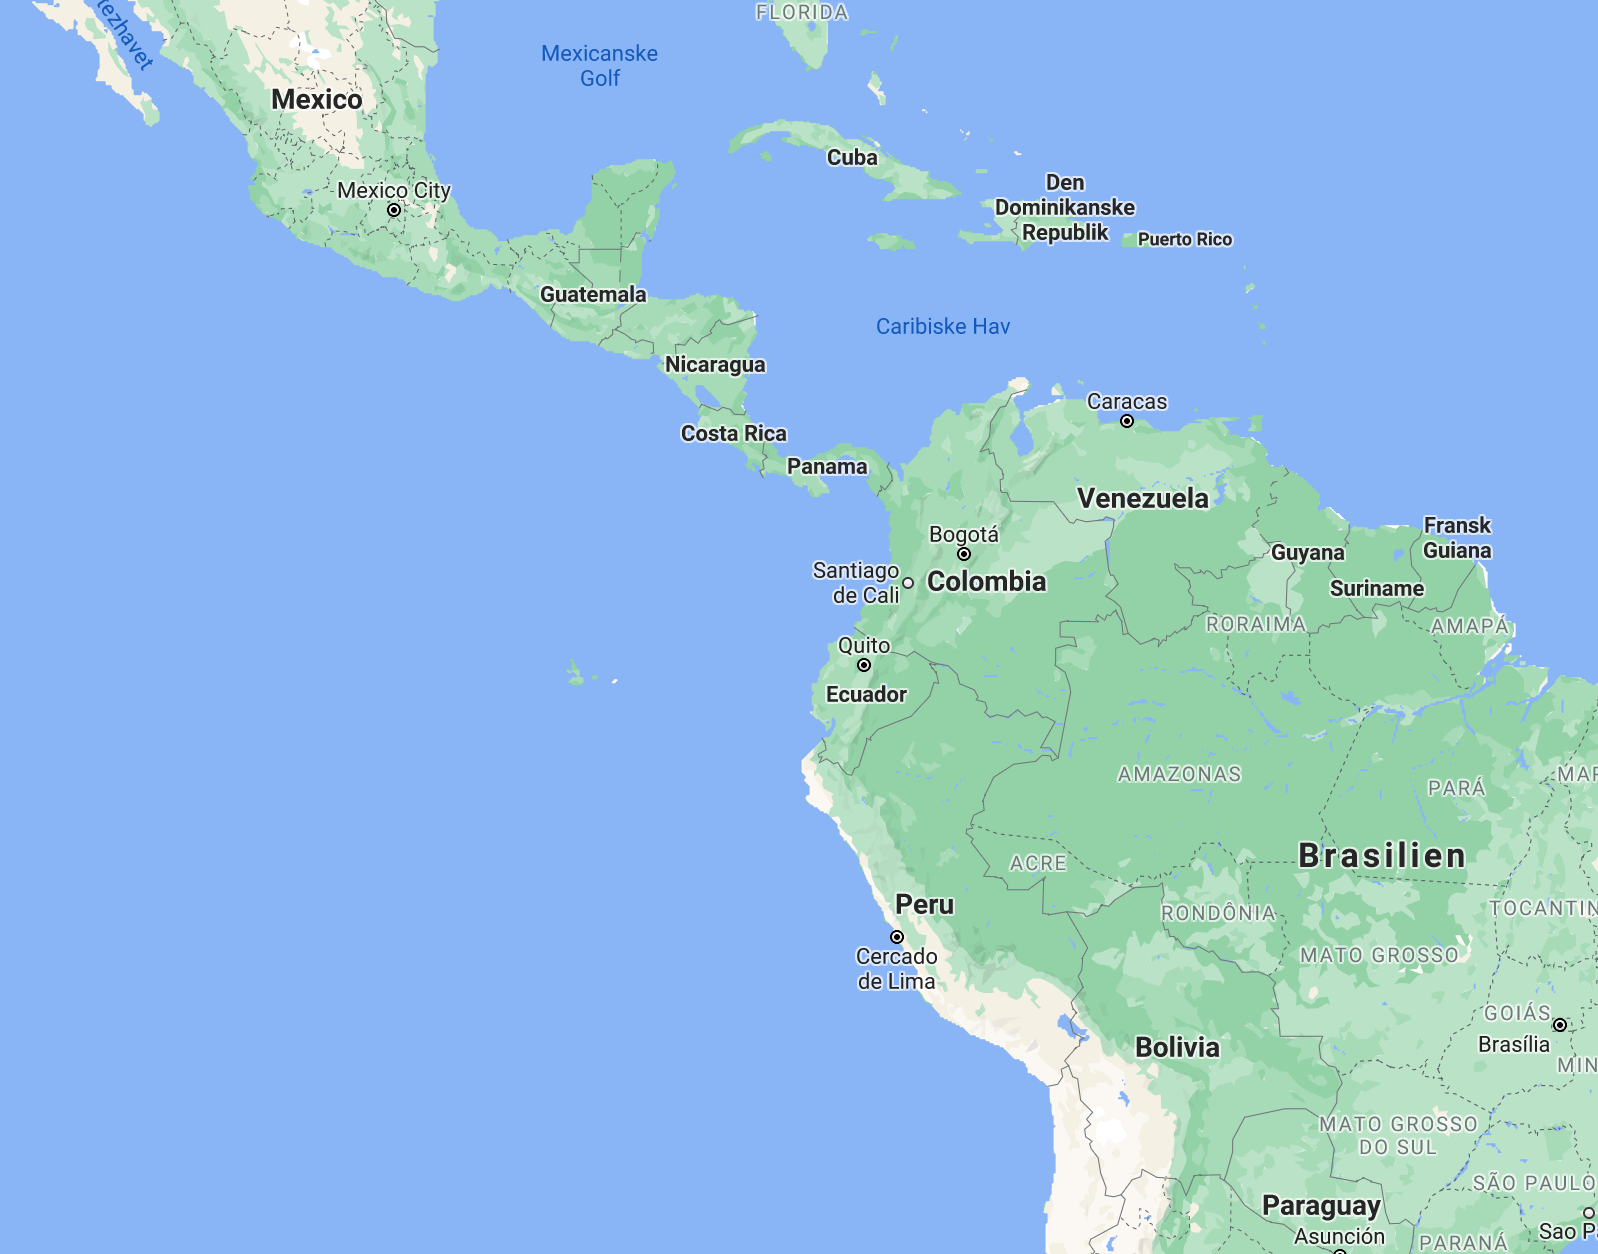 FLORIDA
tezhavet
Mexicanske
Golf
Mexico
Cuba
Mexico City
Den
Dominikanske
Republik
Puerto Rico
Guatemala
Caribiske Hav
Nicaragua
Caracas
Costa Rica
Panama
Venezuela
Bogotá
Fransk
Guiana
Guyana
Santiago
de Cali
Colombia
Suriname
RORAIMA
AMAPÁ
Quito
Ecuador
AMAZONAS
MAR
PARÁ
Brasilien
ACRE
Peru
RONDÔNIA
TOCANTIN
Cercado
de Lima
MATO GROSSO
GOIÁS
Brasília
Bolivia
MIN
MATO GROSSO
DO SUL
SÃO PAULO
Paraguay
Asunción
Sao P
PARANÁ